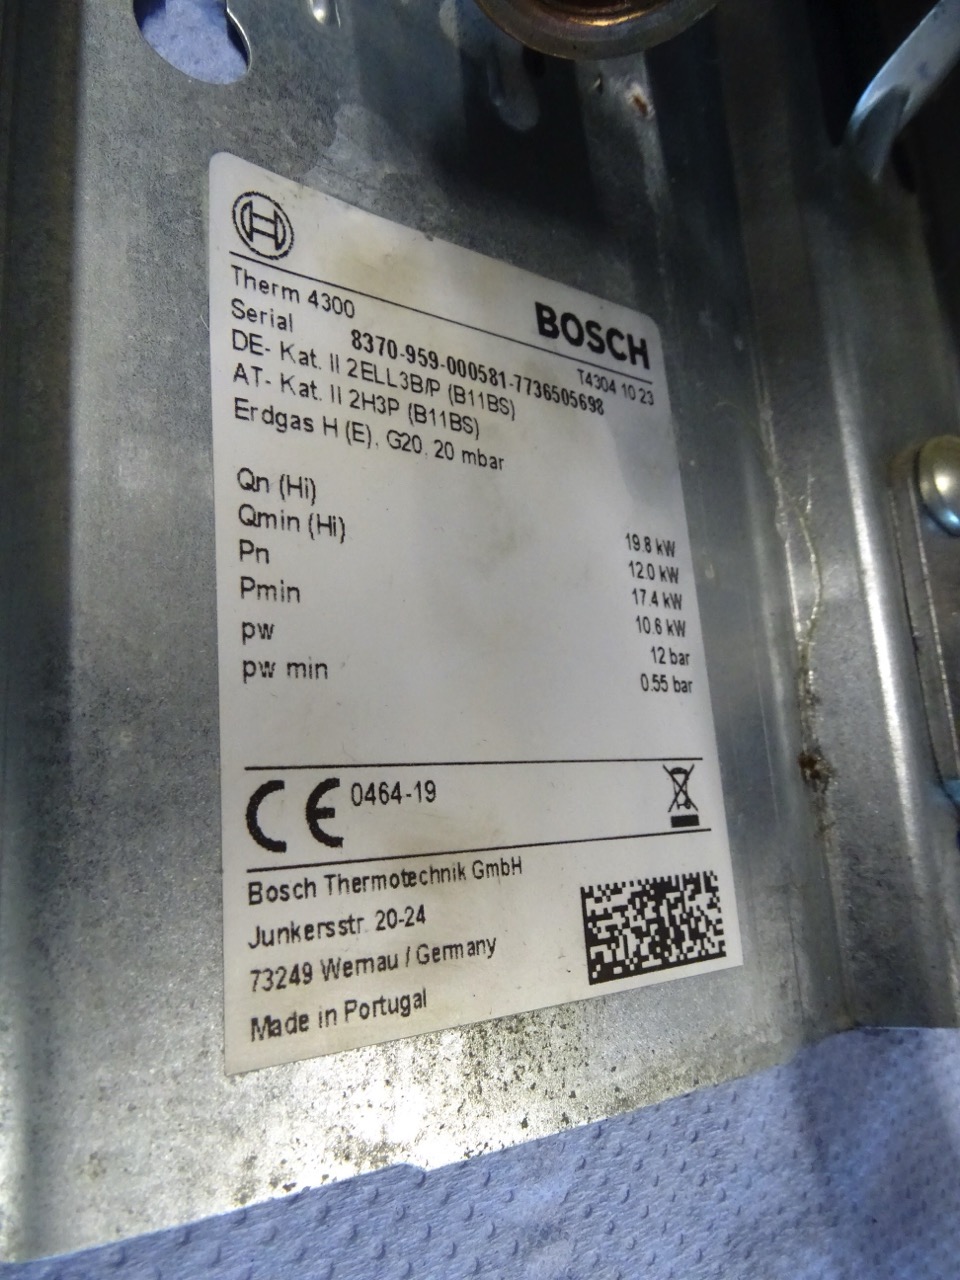 BOSCH
Therm 4300 T4304 10 23
Serial 8370-959-000581-7736505698
DE- Kat. II 2ELL3B/P (B11BS)
AT- Kat. II 2H3P (B11BS)
Erdgas H (E), G20, 20 mbar
Qn (Hi) 19.8 kW
Qmin (Hi) 12.0 kW
Pn 17.4 kW
Pmin 10.6 kW
pw 12 bar
pw min 0.55 bar
CE 0464-19
Bosch Thermotechnik GmbH
Junkersstr. 20-24
73249 Wernau / Germany
Made in Portugal